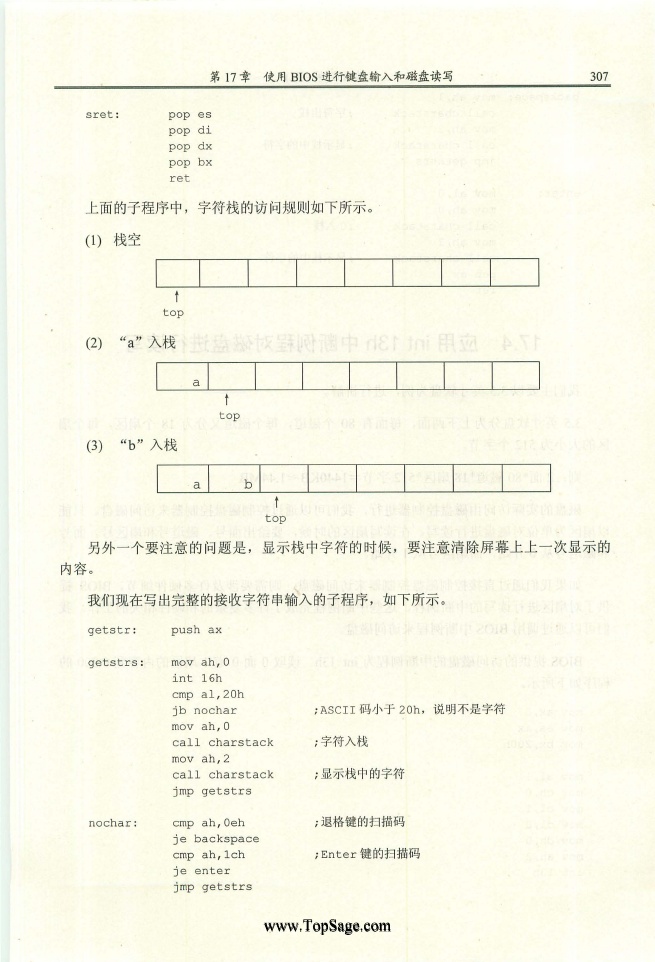 第 17 章 使用 BIOS 进行键盘输入和磁盘读写 307
sret: pop es
pop di
pop dx
pop bx
ret
上面的子程序中，字符栈的访问规则如下所示。
(1) 栈空
↑
top
(2) “a”入栈
a
↑
top
(3) “b”入栈
a b
↑
top
另外一个要注意的问题是，显示栈中字符的时候，要注意清除屏幕上上一次显示的
内容。
我们现在写出完整的接收字符串输入的子程序，如下所示。
getstr: push ax
getstrs: mov ah,0
int 16h
cmp al,20h
jb nochar ;ASCII 码小于 20h，说明不是字符
mov ah,0
call charstack ;字符入栈
mov ah,2
call charstack ;显示栈中的字符
jmp getstrs
nochar: cmp ah,0eh ;退格键的扫描码
je backspace
cmp ah,1ch ;Enter 键的扫描码
je enter
jmp getstrs
www.TopSage.com